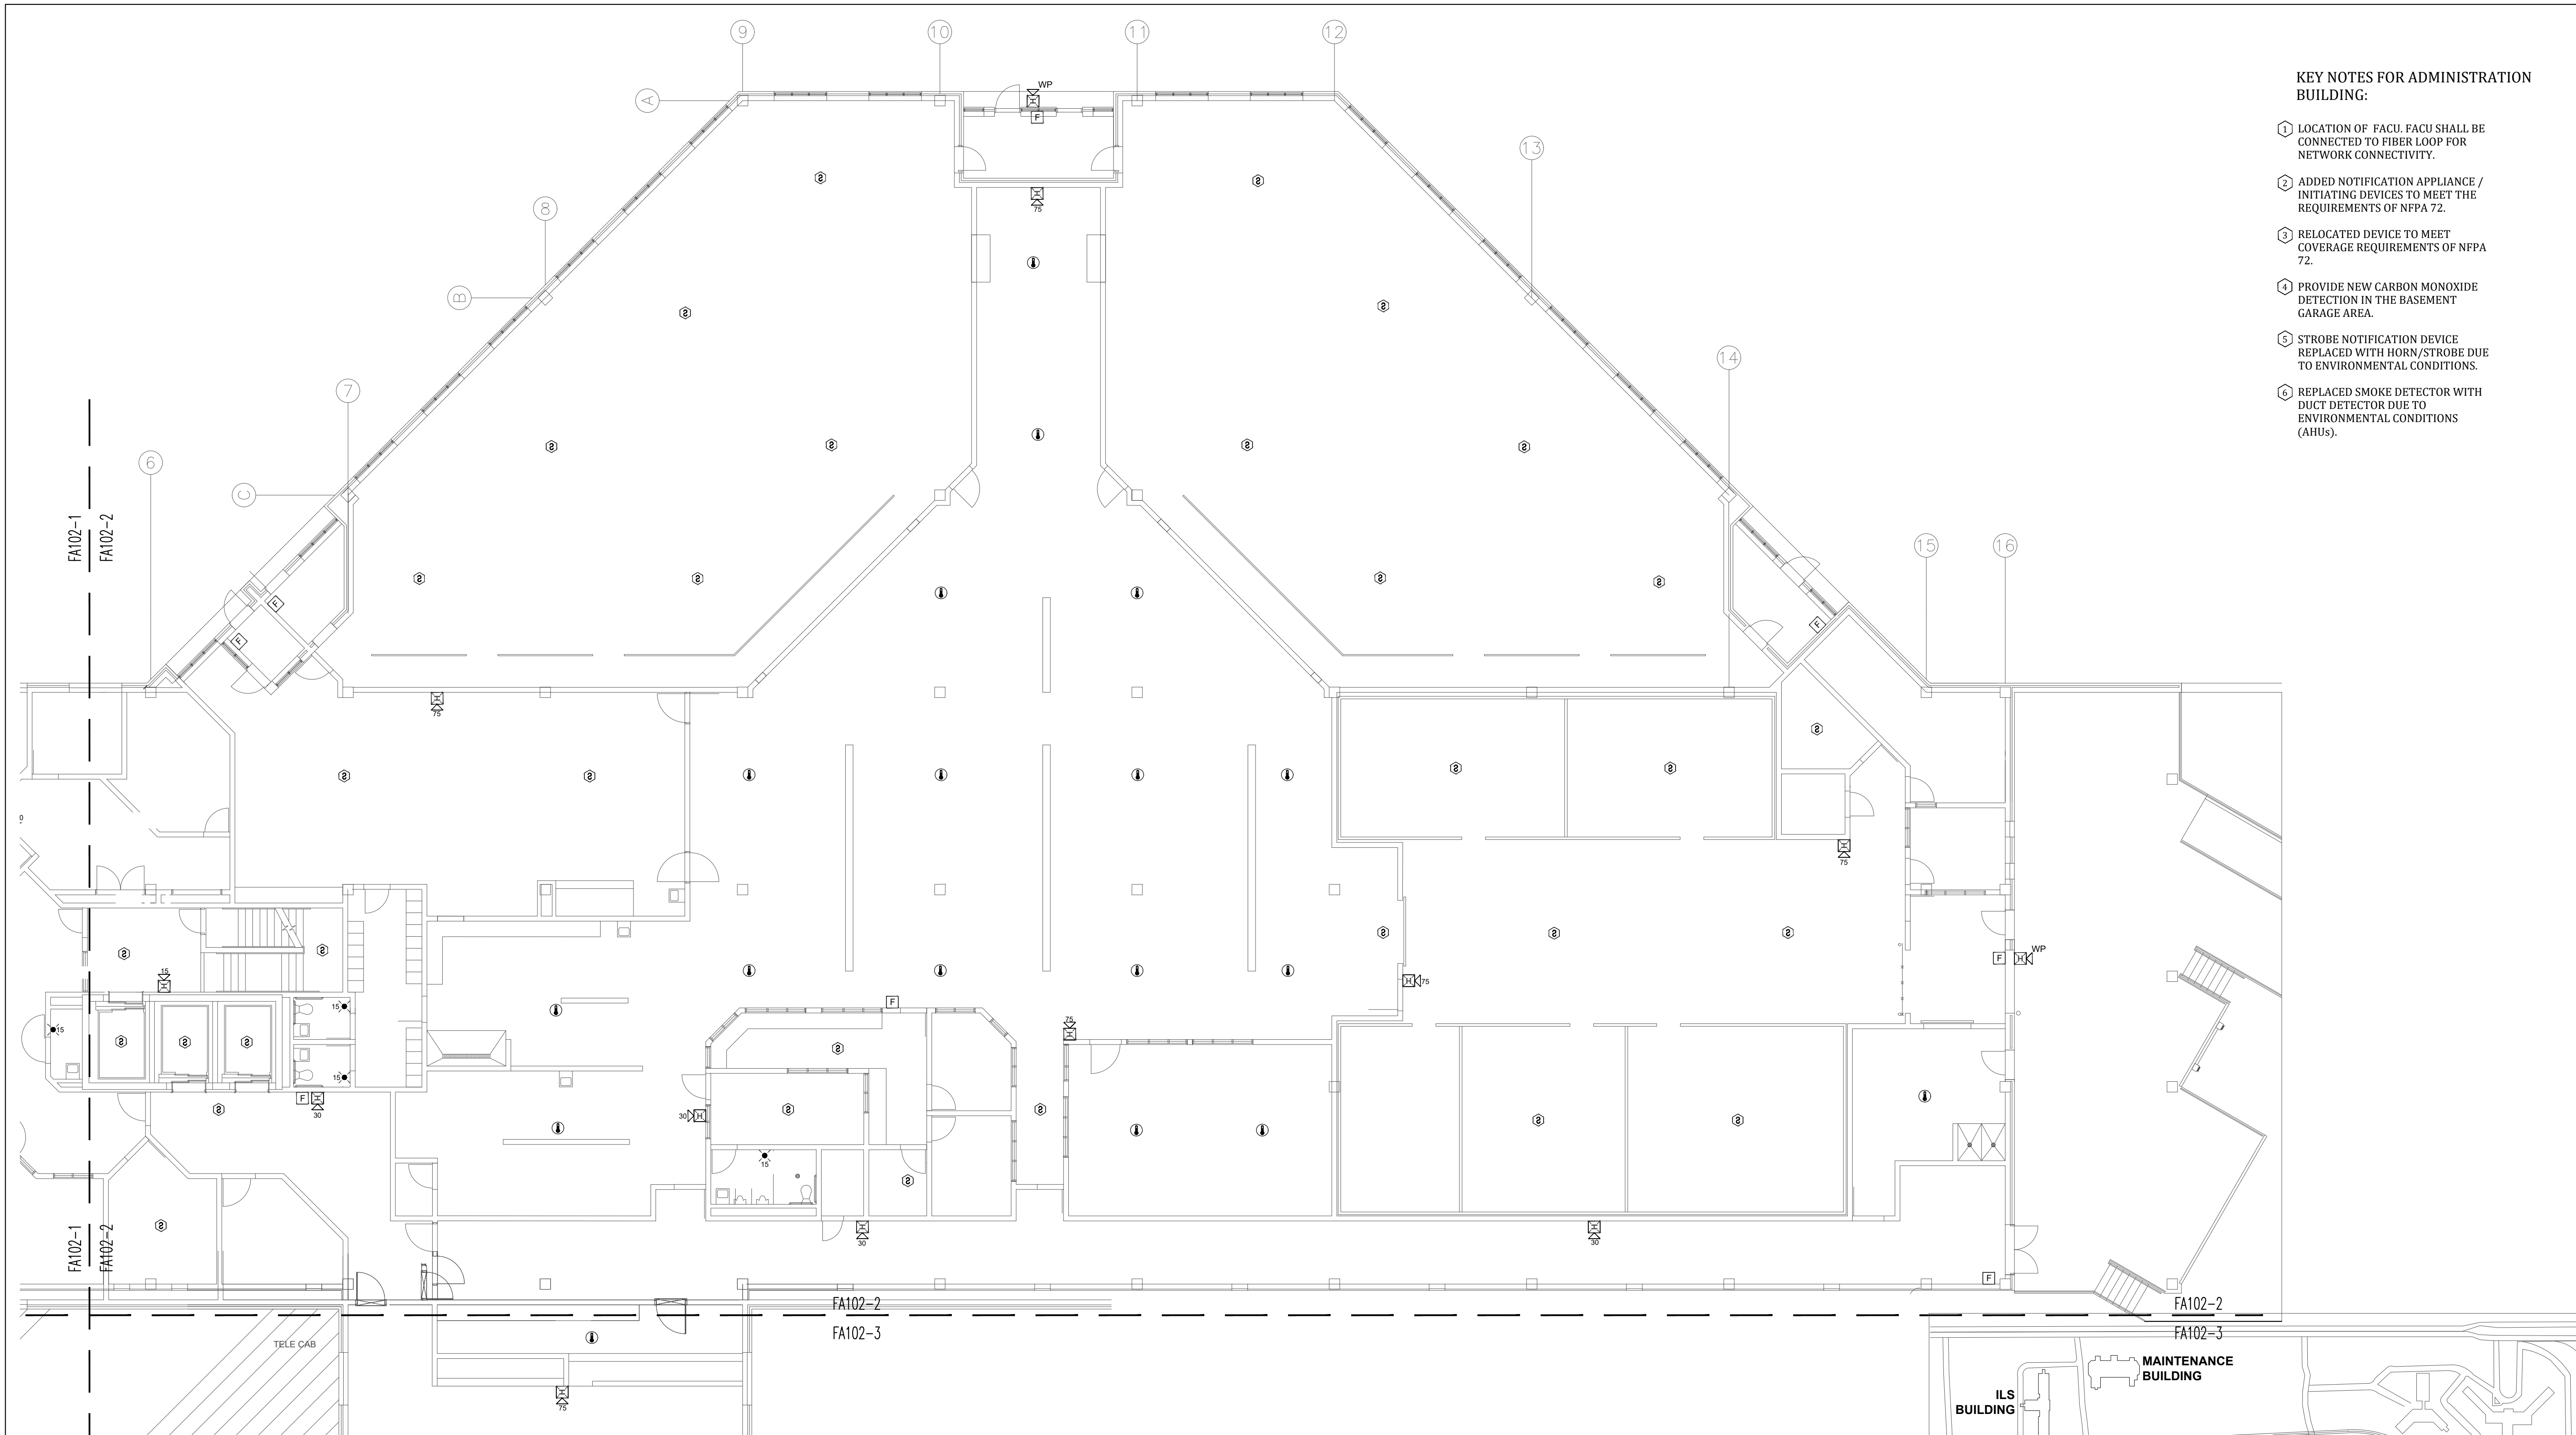 9
10
11
12
A
WP
H
F
KEY NOTES FOR ADMINISTRATION
BUILDING:
1 LOCATION OF FACU. FACU SHALL BE
CONNECTED TO FIBER LOOP FOR
NETWORK CONNECTIVITY.
2 ADDED NOTIFICATION APPLIANCE /
INITIATING DEVICES TO MEET THE
REQUIREMENTS OF NFPA 72.
3 RELOCATED DEVICE TO MEET
COVERAGE REQUIREMENTS OF NFPA
72.
4 PROVIDE NEW CARBON MONOXIDE
DETECTION IN THE BASEMENT
GARAGE AREA.
5 STROBE NOTIFICATION DEVICE
REPLACED WITH HORN/STROBE DUE
TO ENVIRONMENTAL CONDITIONS.
6 REPLACED SMOKE DETECTOR WITH
DUCT DETECTOR DUE TO
ENVIRONMENTAL CONDITIONS
(AHUs).
13
S
S
H
75
8
B
S
S
14
7
S
S
S
S
6
C
FA102-1
FA102-2
15
16
S
S
S
S
F
F
F
H
75
S
S
S
S
S
H
75
S
S
S
S
S
15
H
F
H
WP
H
75
15
15
S
S
S
F
75
H
S
15
S
F
H
30
30
H
S
S
S
S
15
S
S
FA102-1
FA102-2
H
30
H
30
F
FA102-2
FA102-3
FA102-2
FA102-3
TELE CAB
H
75
MAINTENANCE
BUILDING
ILS
BUILDING